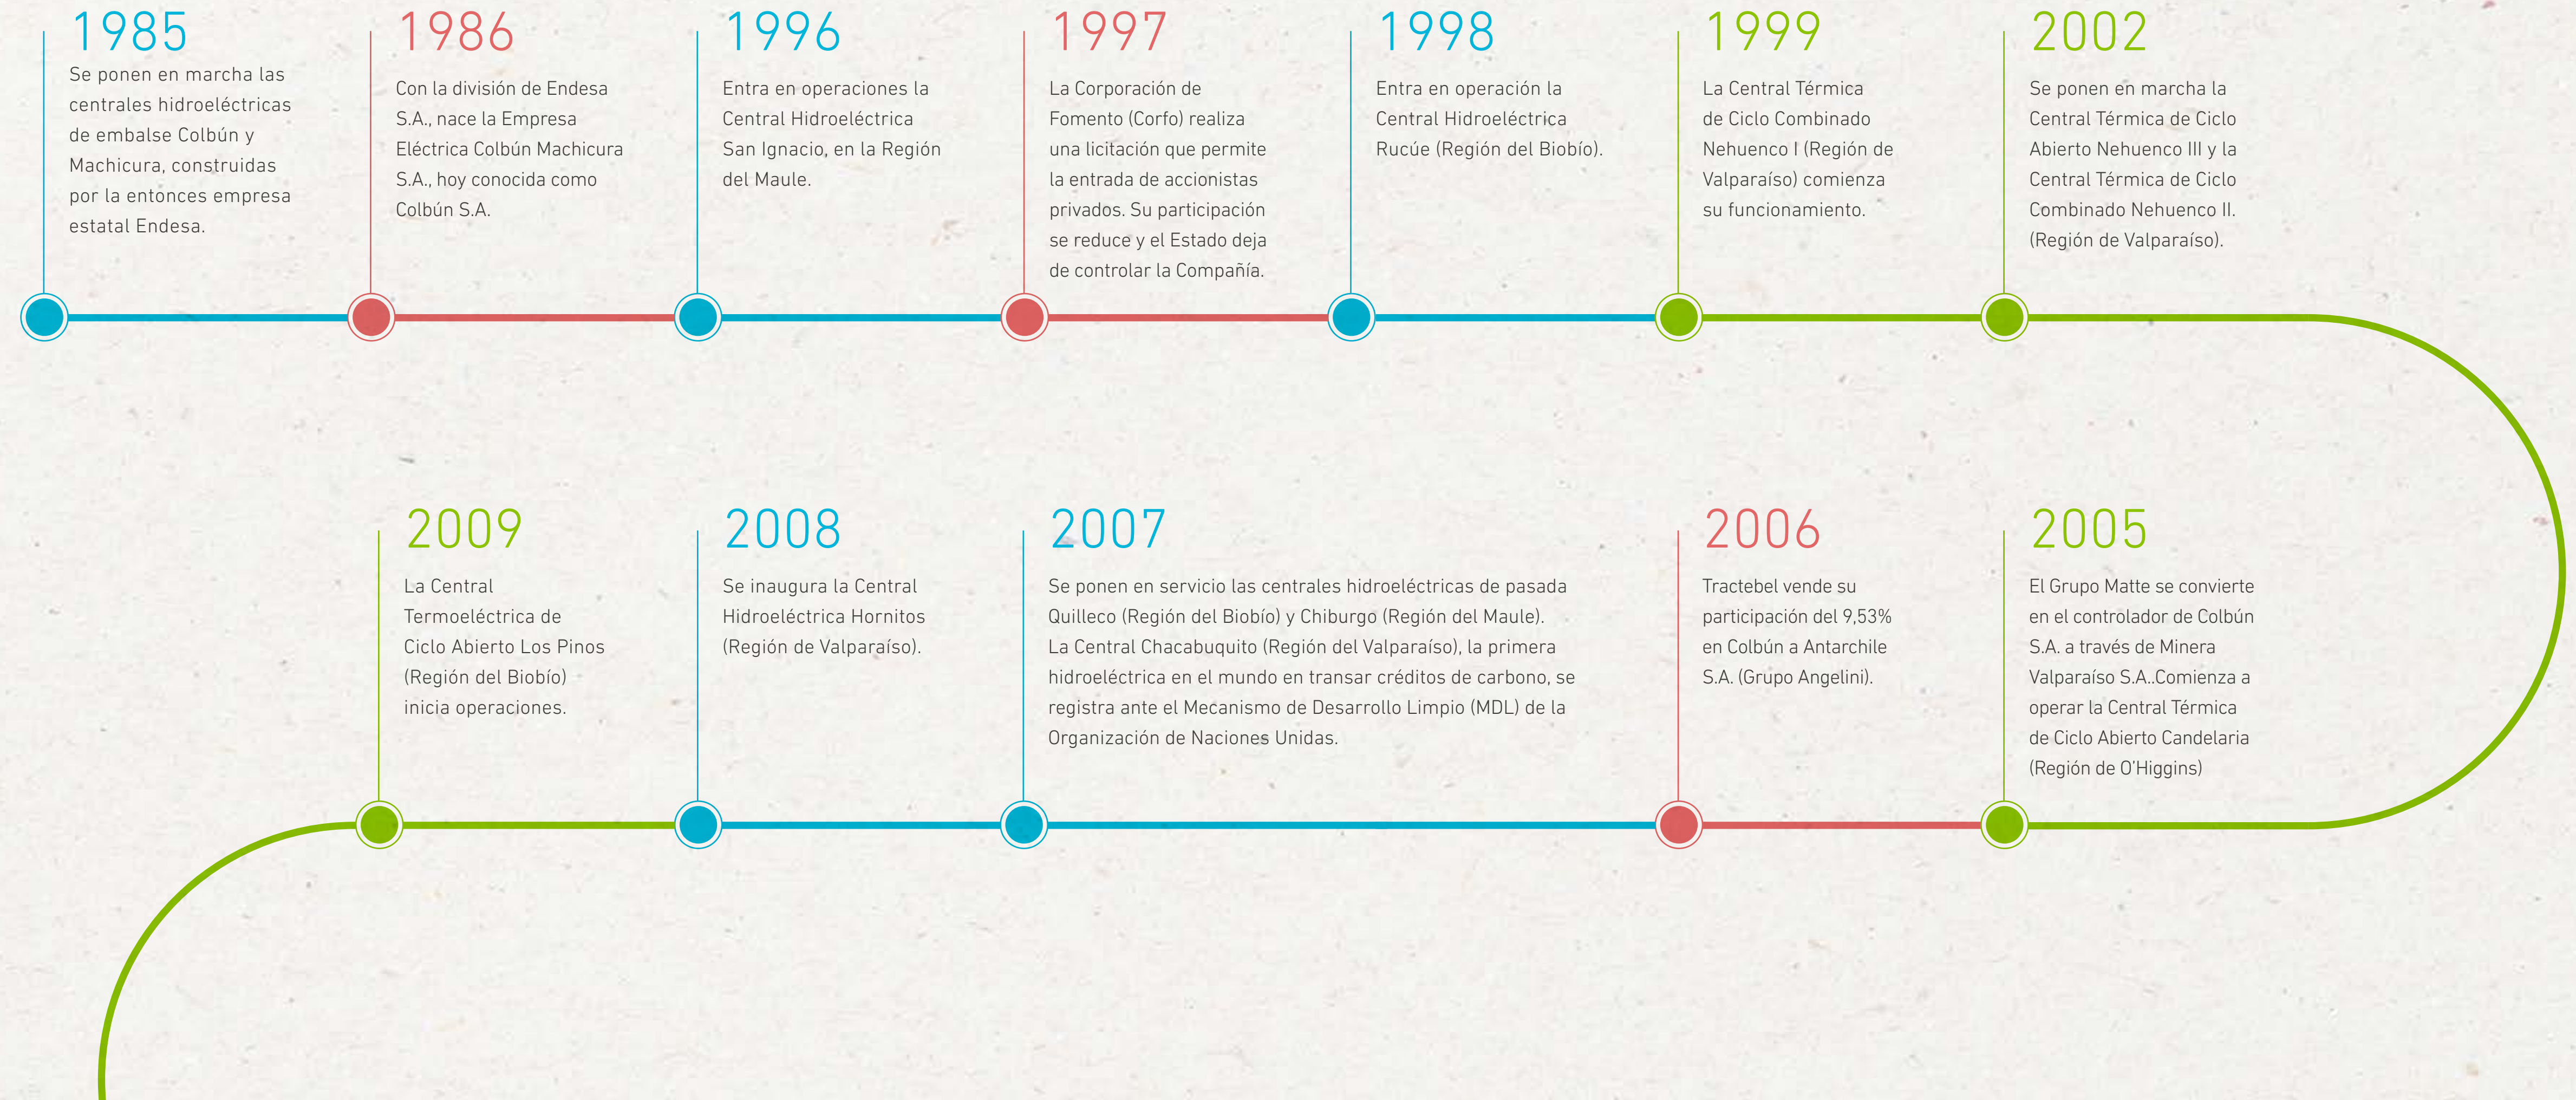 1985
Se ponen en marcha las
centrales hidroeléctricas
de embalse Colbún y
Machicura, construidas
por la entonces empresa
estatal Endesa.
1986
Con la división de Endesa
S.A., nace la Empresa
Eléctrica Colbún Machicura
S.A., hoy conocida como
Colbún S.A.
1996
Entra en operaciones la
Central Hidroeléctrica
San Ignacio, en la Región
del Maule.
1997
La Corporación de
Fomento (Corfo) realiza
una licitación que permite
la entrada de accionistas
privados. Su participación
se reduce y el Estado deja
de controlar la Compañía.
1998
Entra en operación la
Central Hidroeléctrica
Rucúe (Región del Biobío).
1999
La Central Térmica
de Ciclo Combinado
Nehuenco I (Región de
Valparaíso) comienza
su funcionamiento.
2002
Se ponen en marcha la
Central Térmica de Ciclo
Abierto Nehuenco III y la
Central Térmica de Ciclo
Combinado Nehuenco II.
(Región de Valparaíso).
2005
El Grupo Matte se convierte
en el controlador de Colbún
S.A. a través de Minera
Valparaíso S.A..Comienza a
operar la Central Térmica
de Ciclo Abierto Candelaria
(Región de O’Higgins)
2006
Tractebel vende su
participación del 9,53%
en Colbún a Antarchile
S.A. (Grupo Angelini).
2007
Se ponen en servicio las centrales hidroeléctricas de pasada
Quilleco (Región del Biobío) y Chiburgo (Región del Maule).
La Central Chacabuquito (Región del Valparaíso), la primera
hidroeléctrica en el mundo en transar créditos de carbono, se
registra ante el Mecanismo de Desarrollo Limpio (MDL) de la
Organización de Naciones Unidas.
2008
Se inaugura la Central
Hidroeléctrica Hornitos
(Región de Valparaíso).
2009
La Central
Termoeléctrica de
Ciclo Abierto Los Pinos
(Región del Biobío)
inicia operaciones.